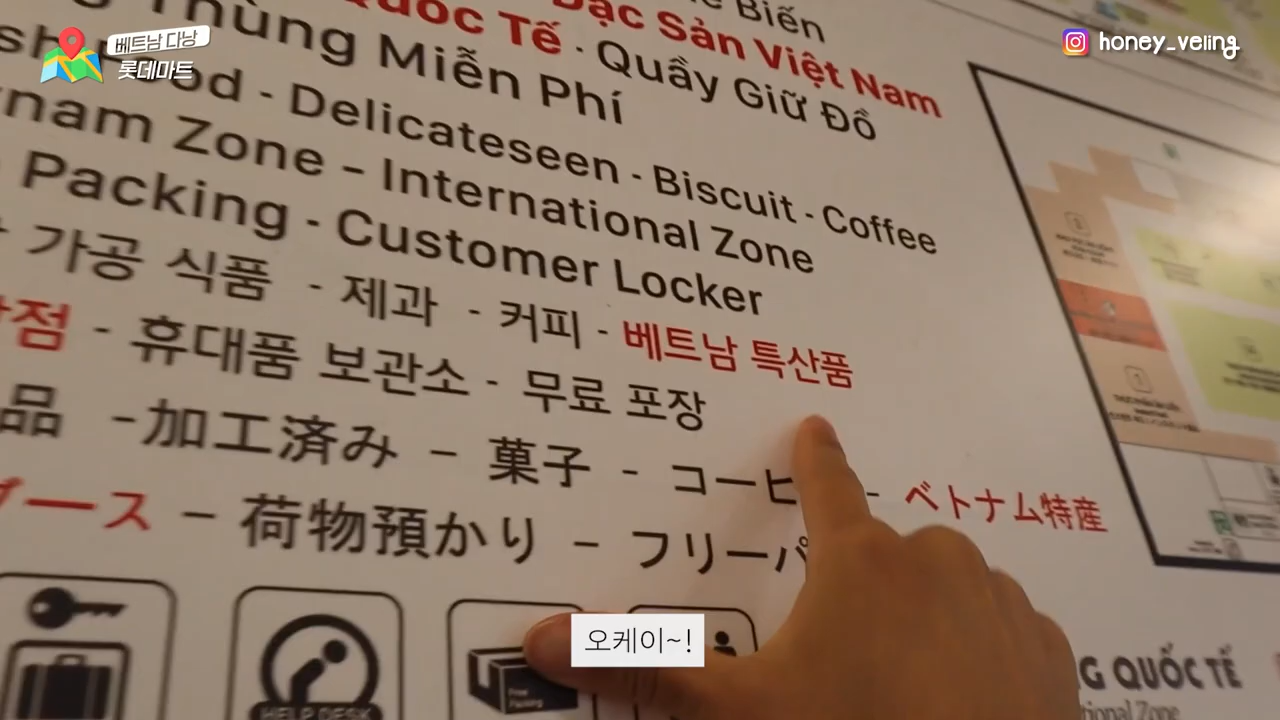 베트남 다낭
롯데마트
honey_veling
Biến
Quốc Tế · Đặc Sản Việt Nam
Thùng Miễn Phí · Quầy Giữ Đồ
Food - Delicateseen - Biscuit - Coffee
Zone - International Zone
Packing - Customer Locker
가공 식품 - 제과 - 커피 - 베트남 특산품
점 - 휴대품 보관소 - 무료 포장
品 -加工済み - 菓子 - コーヒ - ベトナム特産
ース - 荷物預かり - フリーパ
HELP DESK
Free
Packing
오케이~!
QUỐC TẾ
Zone